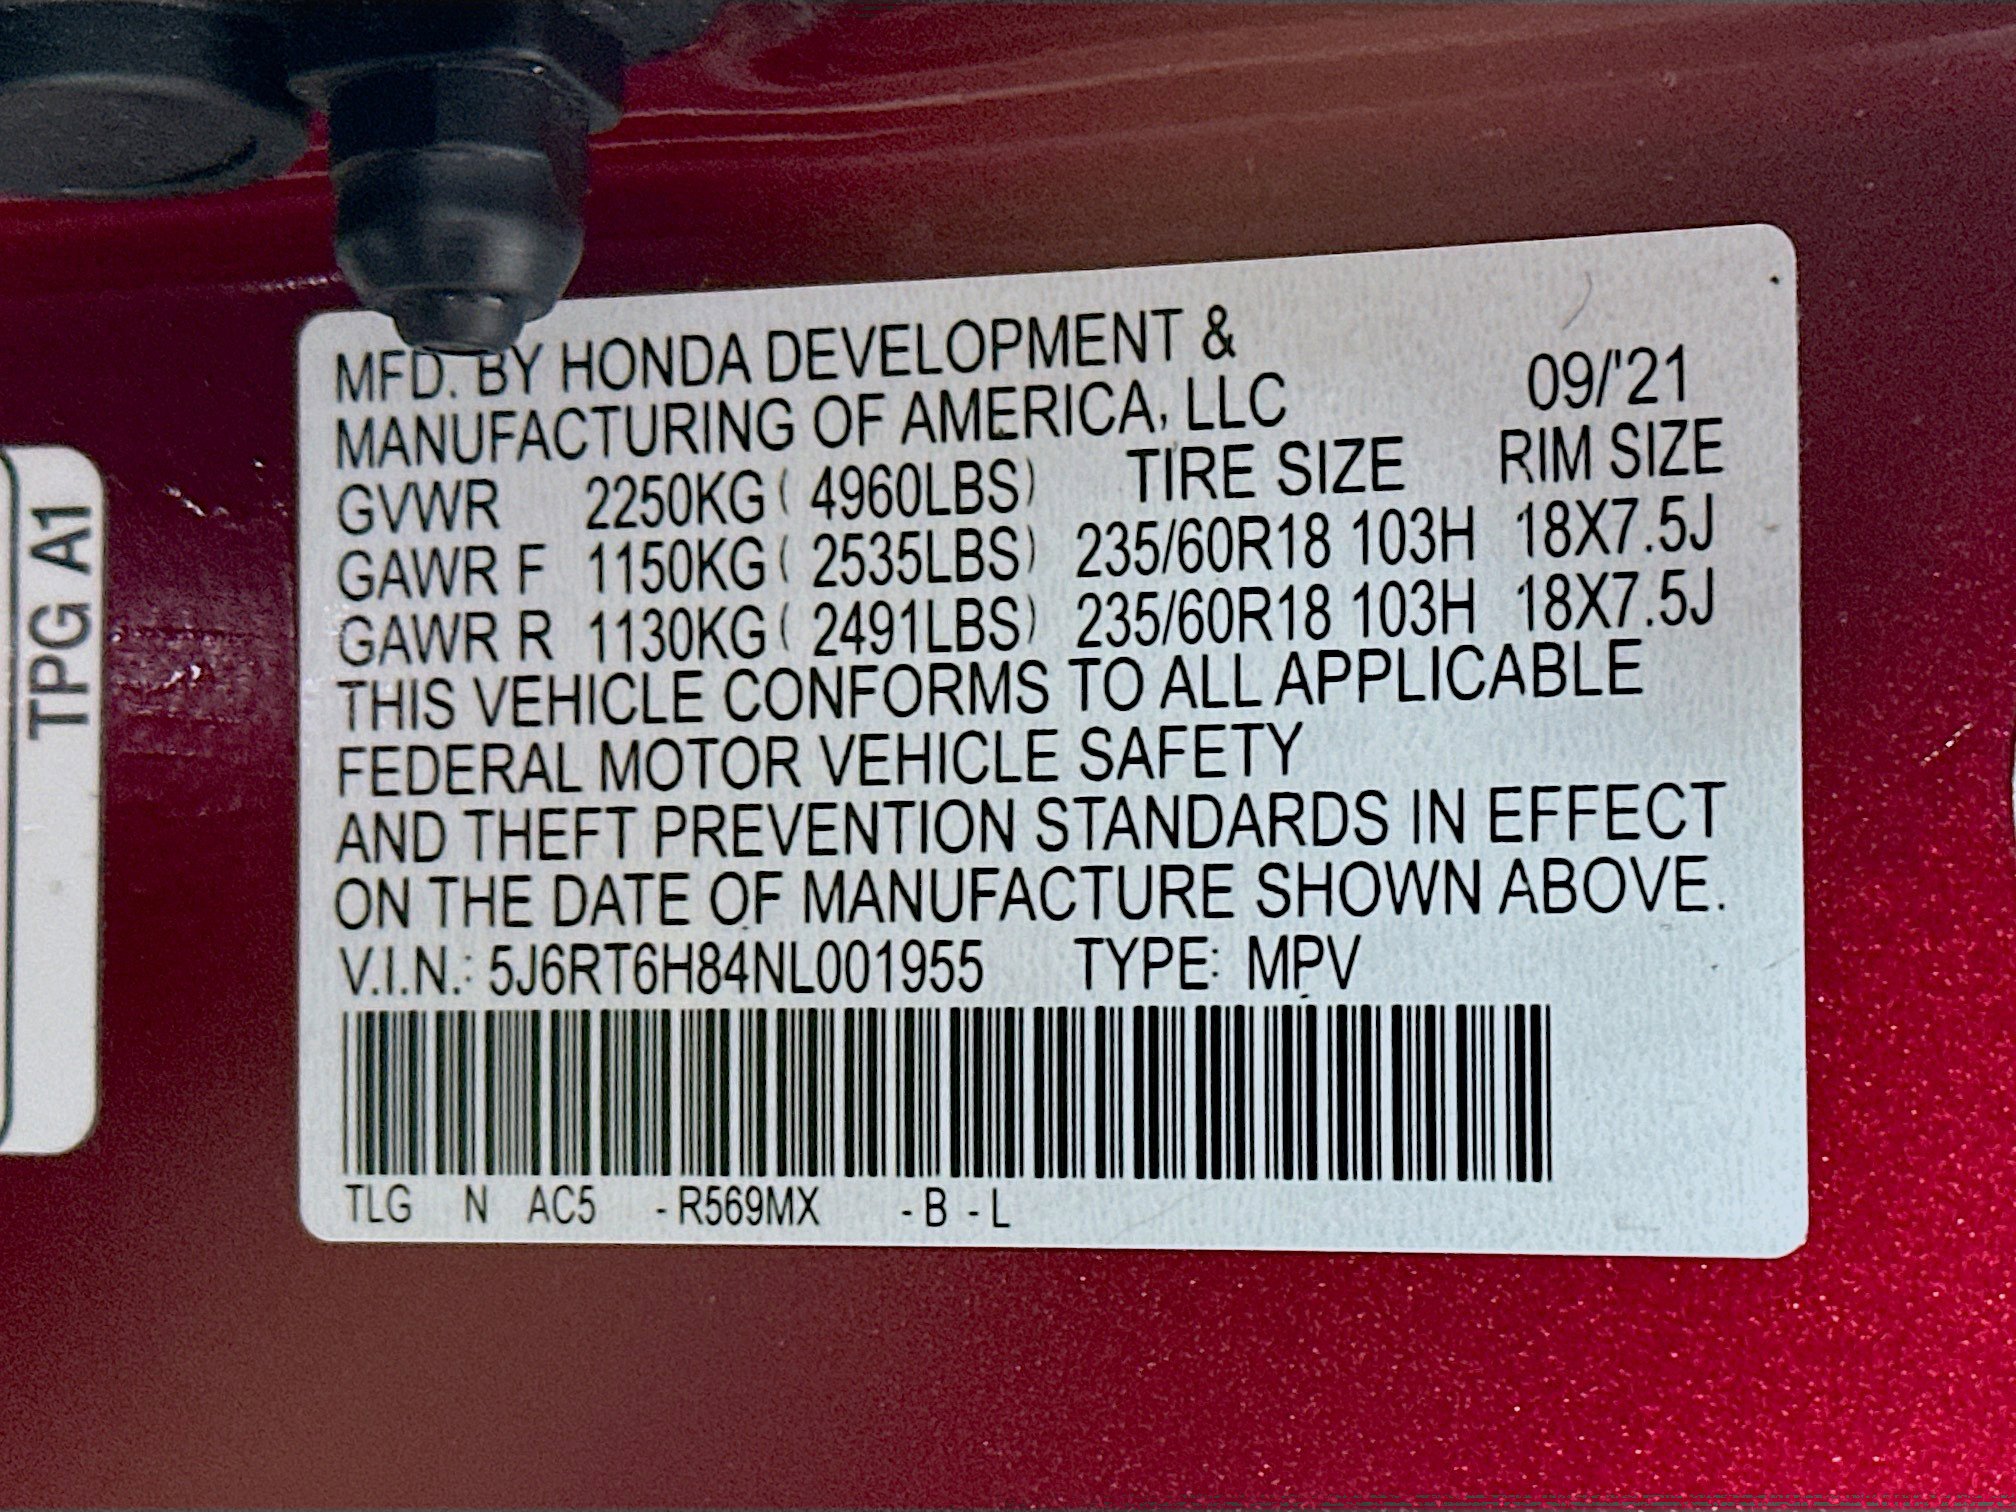 MFD. BY HONDA DEVELOPMENT &
MANUFACTURING OF AMERICA, LLC 09/'21
GVWR 2250KG ( 4960LBS) TIRE SIZE RIM SIZE
GAWR F 1150KG ( 2535LBS) 235/60R18 103H 18X7.5J
GAWR R 1130KG ( 2491LBS) 235/60R18 103H 18X7.5J
THIS VEHICLE CONFORMS TO ALL APPLICABLE
FEDERAL MOTOR VEHICLE SAFETY
AND THEFT PREVENTION STANDARDS IN EFFECT
ON THE DATE OF MANUFACTURE SHOWN ABOVE.
V.I.N.: 5J6RT6H84NL001955 TYPE: MPV
TLG N AC5 -R569MX -B -L
TPG A1